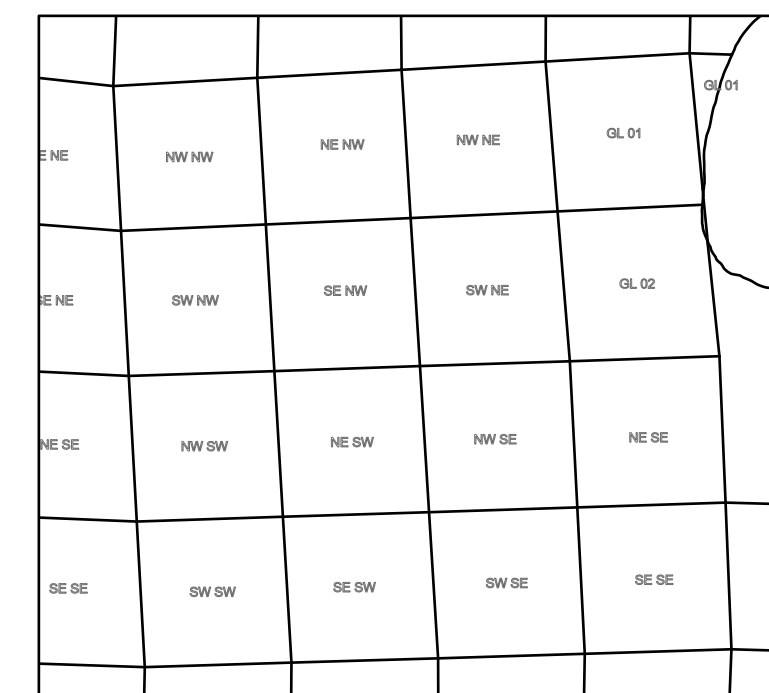 GL 01
E NE
NW NW
NE NW
NW NE
GL 01
SE NE
SW NW
SE NW
SW NE
GL 02
NE SE
NW SW
NE SW
NW SE
NE SE
SE SE
SW SW
SE SW
SW SE
SE SE